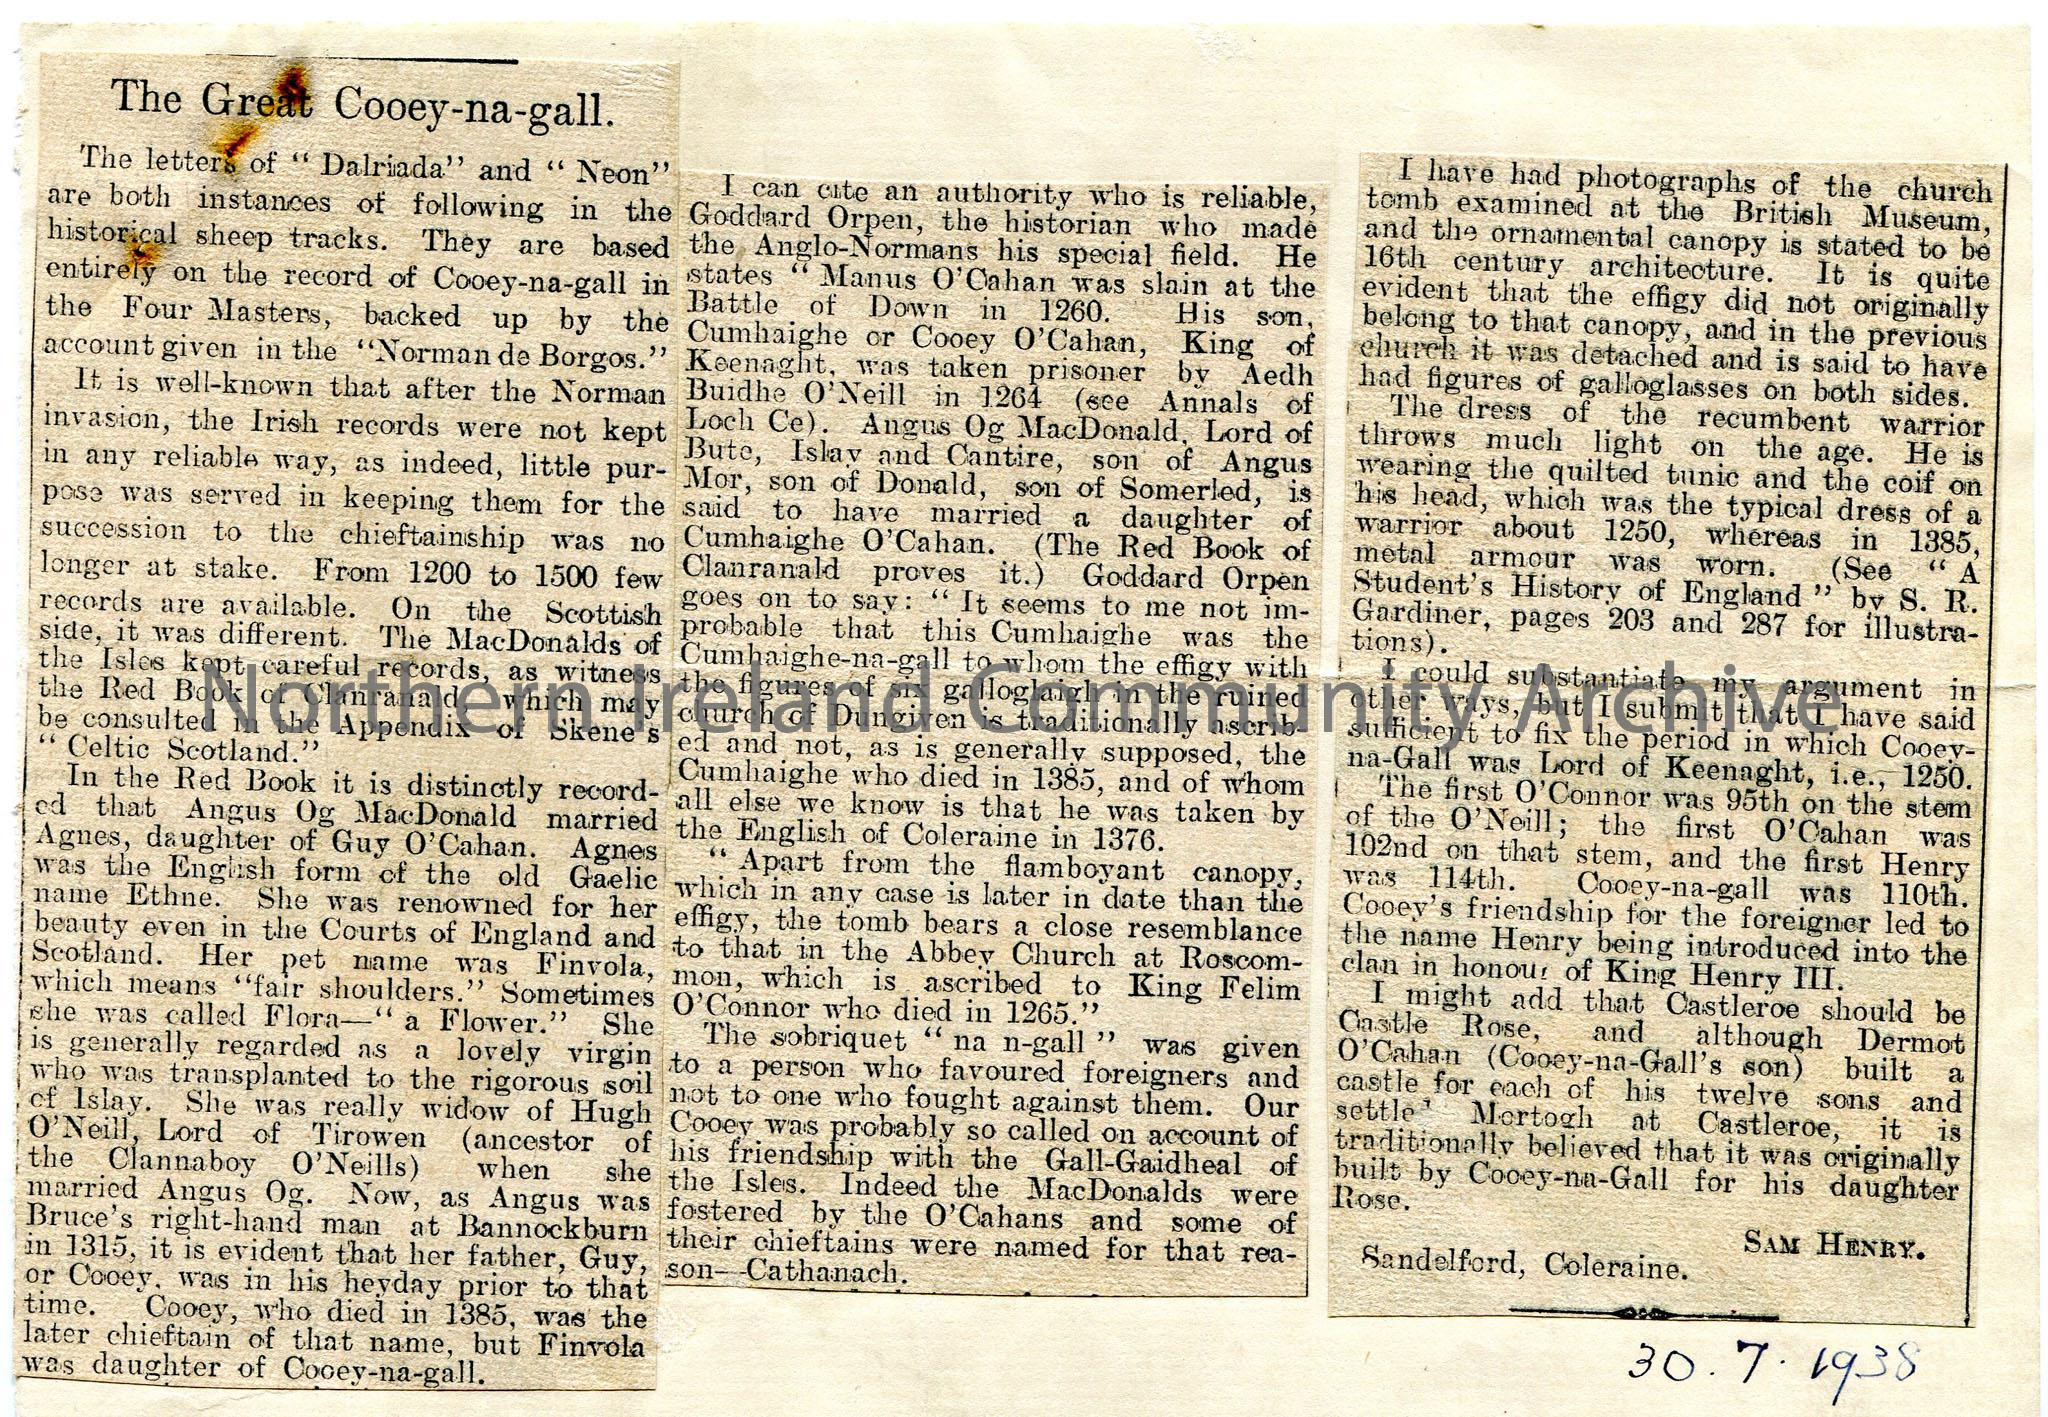 The Great Cooey-na-gall.
The letters of “ Dalriada” and “ Neon”
are both instances of following in the
historical sheep tracks. They are based
entirely on the record of Cooey-na-gall in
the Four Masters, backed up by the
account given in the “Norman de Borgos.”
It is well-known that after the Norman
invasion, the Irish records were not kept
in any reliable way, as indeed, little pur-
pose was served in keeping them for the
succession to the chieftainship was no
longer at stake. From 1200 to 1500 few
records are available. On the Scottish
side, it was different. The MacDonalds of
the Isles kept careful records, as witness
the Red Book of Clanranald, which may
be consulted in the Appendix of Skene’s
“ Celtic Scotland.”
In the Red Book it is distinctly record-
ed that Angus Og MacDonald married
Agnes, daughter of Guy O’Cahan. Agnes
was the English form of the old Gaelic
name Ethne. She was renowned for her
beauty even in the Courts of England and
Scotland. Her pet name was Finvola,
which means “fair shoulders.” Sometimes
she was called Flora—“a Flower.” She
is generally regarded as a lovely virgin
who was transplanted to the rigorous soil
of Islay. She was really widow of Hugh
O’Neill, Lord of Tirowen (ancestor of
the Clannaboy O’Neills) when she
married Angus Og. Now, as Angus was
Bruce’s right-hand man at Bannockburn
in 1315, it is evident that her father, Guy,
or Cooey, was in his heyday prior to that
time. Cooey, who died in 1385, was the
later chieftain of that name, but Finvola
was daughter of Cooey-na-gall.
I can cite an authority who is reliable,
Goddard Orpen, the historian who made
the Anglo-Normans his special field. He
states “ Manus O’Cahan was slain at the
Battle of Down in 1260. His son,
Cumhaighe or Cooey O’Cahan, King of
Keenaght, was taken prisoner by Aedh
Buidhe O’Neill in 1264 (see Annals of
Loch Ce). Angus Og MacDonald, Lord of
Bute, Islay and Cantire, son of Angus
Mor, son of Donald, son of Somerled, is
said to have married a daughter of
Cumhaighe O’Cahan. (The Red Book of
Clanranald proves it.) Goddard Orpen
goes on to say: “ It seems to me not im-
probable that this Cumhaighe was the
Cumhaighe-na-gall to whom the effigy with
the figures of six galloglaigh in the ruined
church of Dungiven is traditionally ascrib-
ed and not, as is generally supposed, the
Cumhaighe who died in 1385, and of whom
all else we know is that he was taken by
the English of Coleraine in 1376.
“ Apart from the flamboyant canopy,
which in any case is later in date than the
effigy, the tomb bears a close resemblance
to that in the Abbey Church at Roscom-
mon, which is ascribed to King Felim
O’Connor who died in 1265.”
The sobriquet “ na n-gall ” was given
to a person who favoured foreigners and
not to one who fought against them. Our
Cooey was probably so called on account of
his friendship with the Gall-Gaidheal of
the Isles. Indeed the MacDonalds were
fostered by the O’Cahans and some of
their chieftains were named for that rea-
son—Cathanach.
I have had photographs of the church
tomb examined at the British Museum,
and the ornamental canopy is stated to be
16th century architecture. It is quite
evident that the effigy did not originally
belong to that canopy, and in the previous
church it was detached and is said to have
had figures of galloglasses on both sides.
The dress of the recumbent warrior
throws much light on the age. He is
wearing the quilted tunic and the coif on
his head, which was the typical dress of a
warrior about 1250, whereas in 1385,
metal armour was worn. (See “ A
Student’s History of England ” by S. R.
Gardiner, pages 203 and 287 for illustra-
tions).
I could substantiate my argument in
other ways, but I submit that I have said
sufficient to fix the period in which Cooey-
na-Gall was Lord of Keenaght, i.e., 1250.
The first O’Connor was 95th on the stem
of the O’Neill; the first O’Cahan was
102nd on that stem, and the first Henry
was 114th. Cooey-na-gall was 110th.
Cooey’s friendship for the foreigner led to
the name Henry being introduced into the
clan in honour of King Henry III.
I might add that Castleroe should be
Castle Rose, and although Dermot
O’Cahan (Cooey-na-Gall’s son) built a
castle for each of his twelve sons and
settle’ Mortogh at Castleroe, it is
traditionally believed that it was originally
built by Cooey-na-Gall for his daughter
Rose.
SAM HENRY.
Sandelford, Coleraine.
30.7.1938
Northern Ireland Community Archive